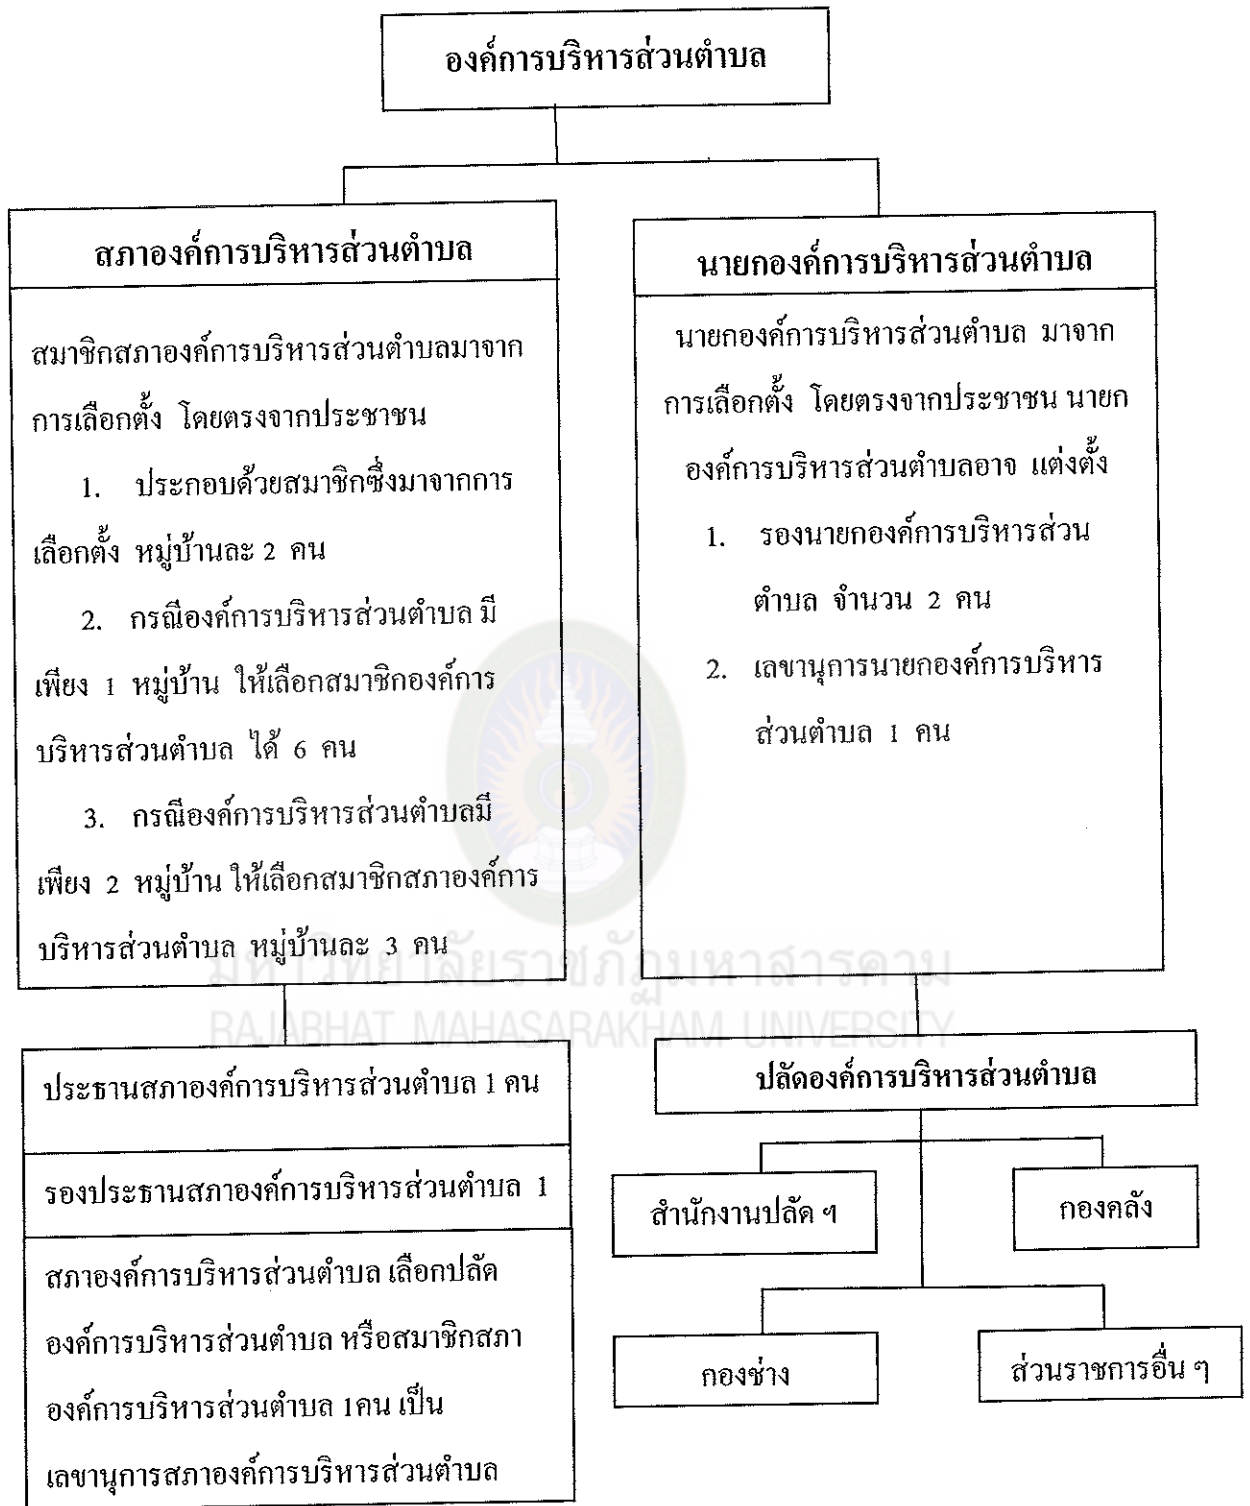 องค์การบริหารส่วนตำบล
สภาองค์การบริหารส่วนตำบล
สมาชิกสภาองค์การบริหารส่วนตำบลมาจาก
การเลือกตั้ง โดยตรงจากประชาชน
1. ประกอบด้วยสมาชิกซึ่งมาจากการ
เลือกตั้ง หมู่บ้านละ 2 คน
2. กรณีองค์การบริหารส่วนตำบล มี
เพียง 1 หมู่บ้าน ให้เลือกสมาชิกองค์การ
บริหารส่วนตำบล ได้ 6 คน
3. กรณีองค์การบริหารส่วนตำบลมี
เพียง 2 หมู่บ้าน ให้เลือกสมาชิกสภาองค์การ
บริหารส่วนตำบล หมู่บ้านละ 3 คน
ประธานสภาองค์การบริหารส่วนตำบล 1 คน
รองประธานสภาองค์การบริหารส่วนตำบล 1
สภาองค์การบริหารส่วนตำบล เลือกปลัด
องค์การบริหารส่วนตำบล หรือสมาชิกสภา
องค์การบริหารส่วนตำบล 1คน เป็น
เลขานุการสภาองค์การบริหารส่วนตำบล
นายกองค์การบริหารส่วนตำบล
นายกองค์การบริหารส่วนตำบล มาจาก
การเลือกตั้ง โดยตรงจากประชาชน นายก
องค์การบริหารส่วนตำบลอาจ แต่งตั้ง
1. รองนายกองค์การบริหารส่วน
ตำบล จำนวน 2 คน
2. เลขานุการนายกองค์การบริหาร
ส่วนตำบล 1 คน
ปลัดองค์การบริหารส่วนตำบล
สำนักงานปลัด ฯ
กองคลัง
กองช่าง
ส่วนราชการอื่น ๆ
มหาวิทยาลัยราชภัฏมหาสารคาม
RAJABHAT MAHASARAKHAM UNIVERSITY